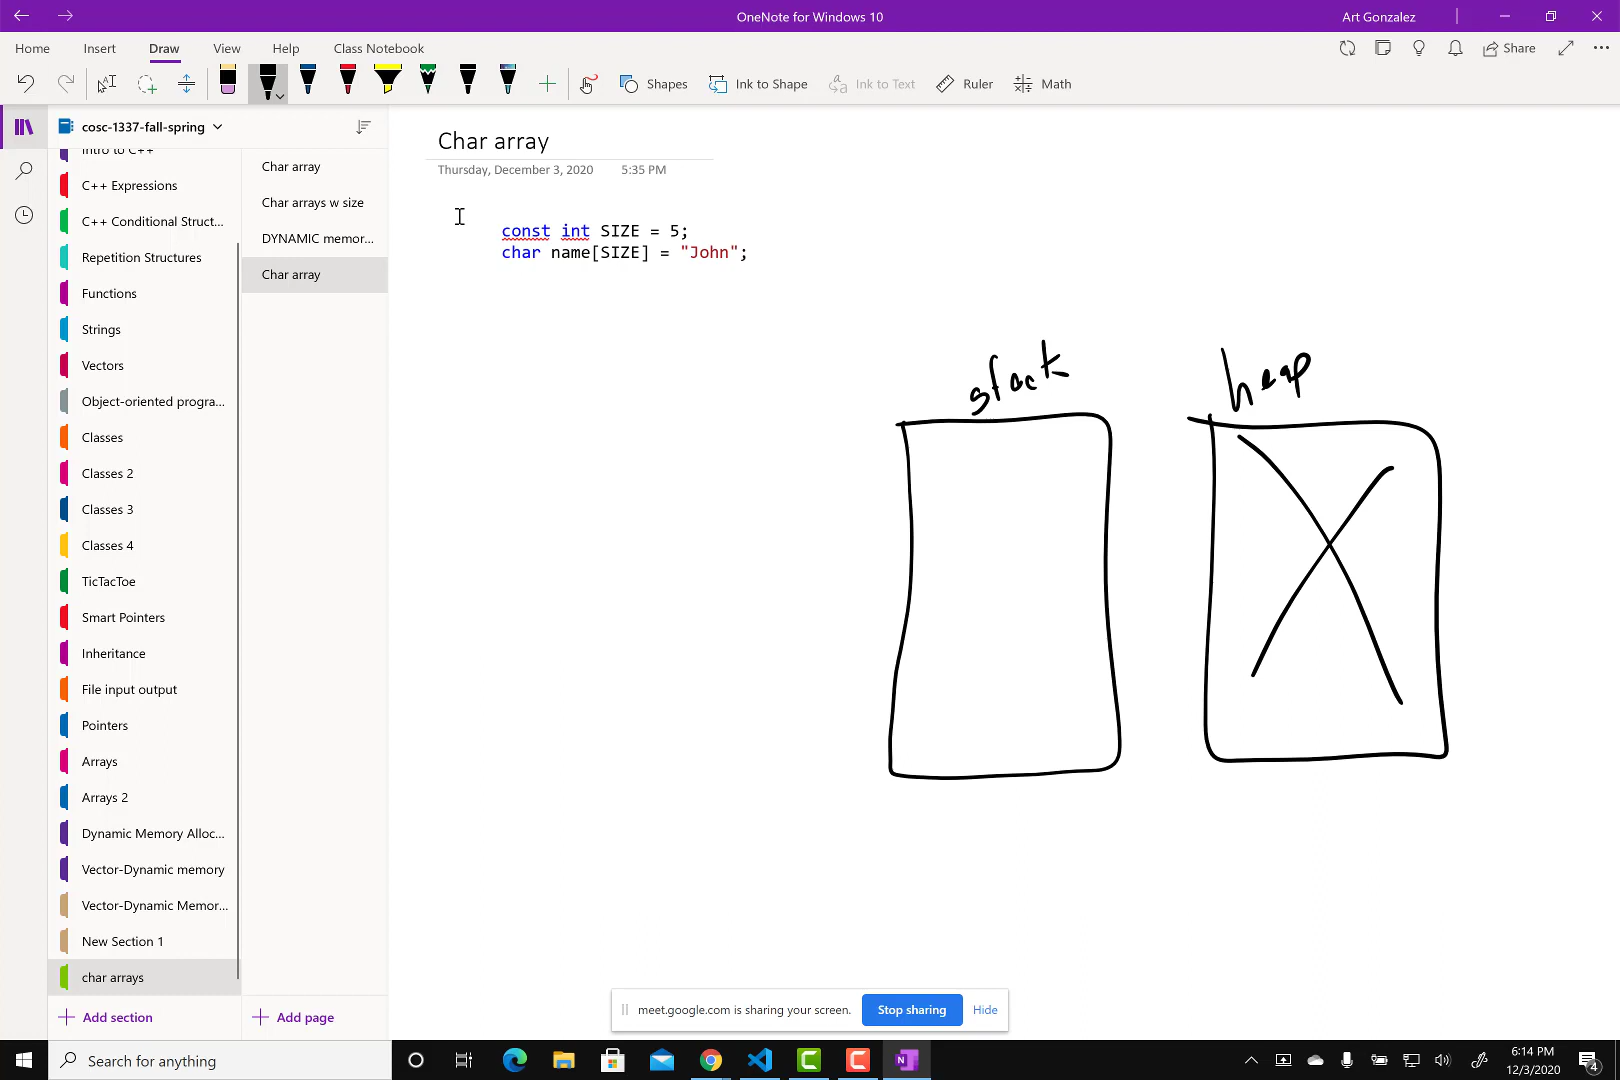 OneNote for Windows 10
Art Gonzalez
Home Insert Draw View Help Class Notebook
Share
Shapes Ink to Shape Ink to Text Ruler Math
cosc-1337-fall-spring
Intro to C++
C++ Expressions
C++ Conditional Struct...
Repetition Structures
Functions
Strings
Vectors
Object-oriented progra...
Classes
Classes 2
Classes 3
Classes 4
TicTacToe
Smart Pointers
Inheritance
File input output
Pointers
Arrays
Arrays 2
Dynamic Memory Alloc...
Vector-Dynamic memory
Vector-Dynamic Memor...
New Section 1
char arrays
Add section
Char array
Char arrays w size
DYNAMIC memor...
Char array
Add page
Char array
Thursday, December 3, 2020 5:35 PM
const int SIZE = 5;
char name[SIZE] = "John";
stack
heap
meet.google.com is sharing your screen. Stop sharing Hide
Search for anything
6:14 PM
12/3/2020
4